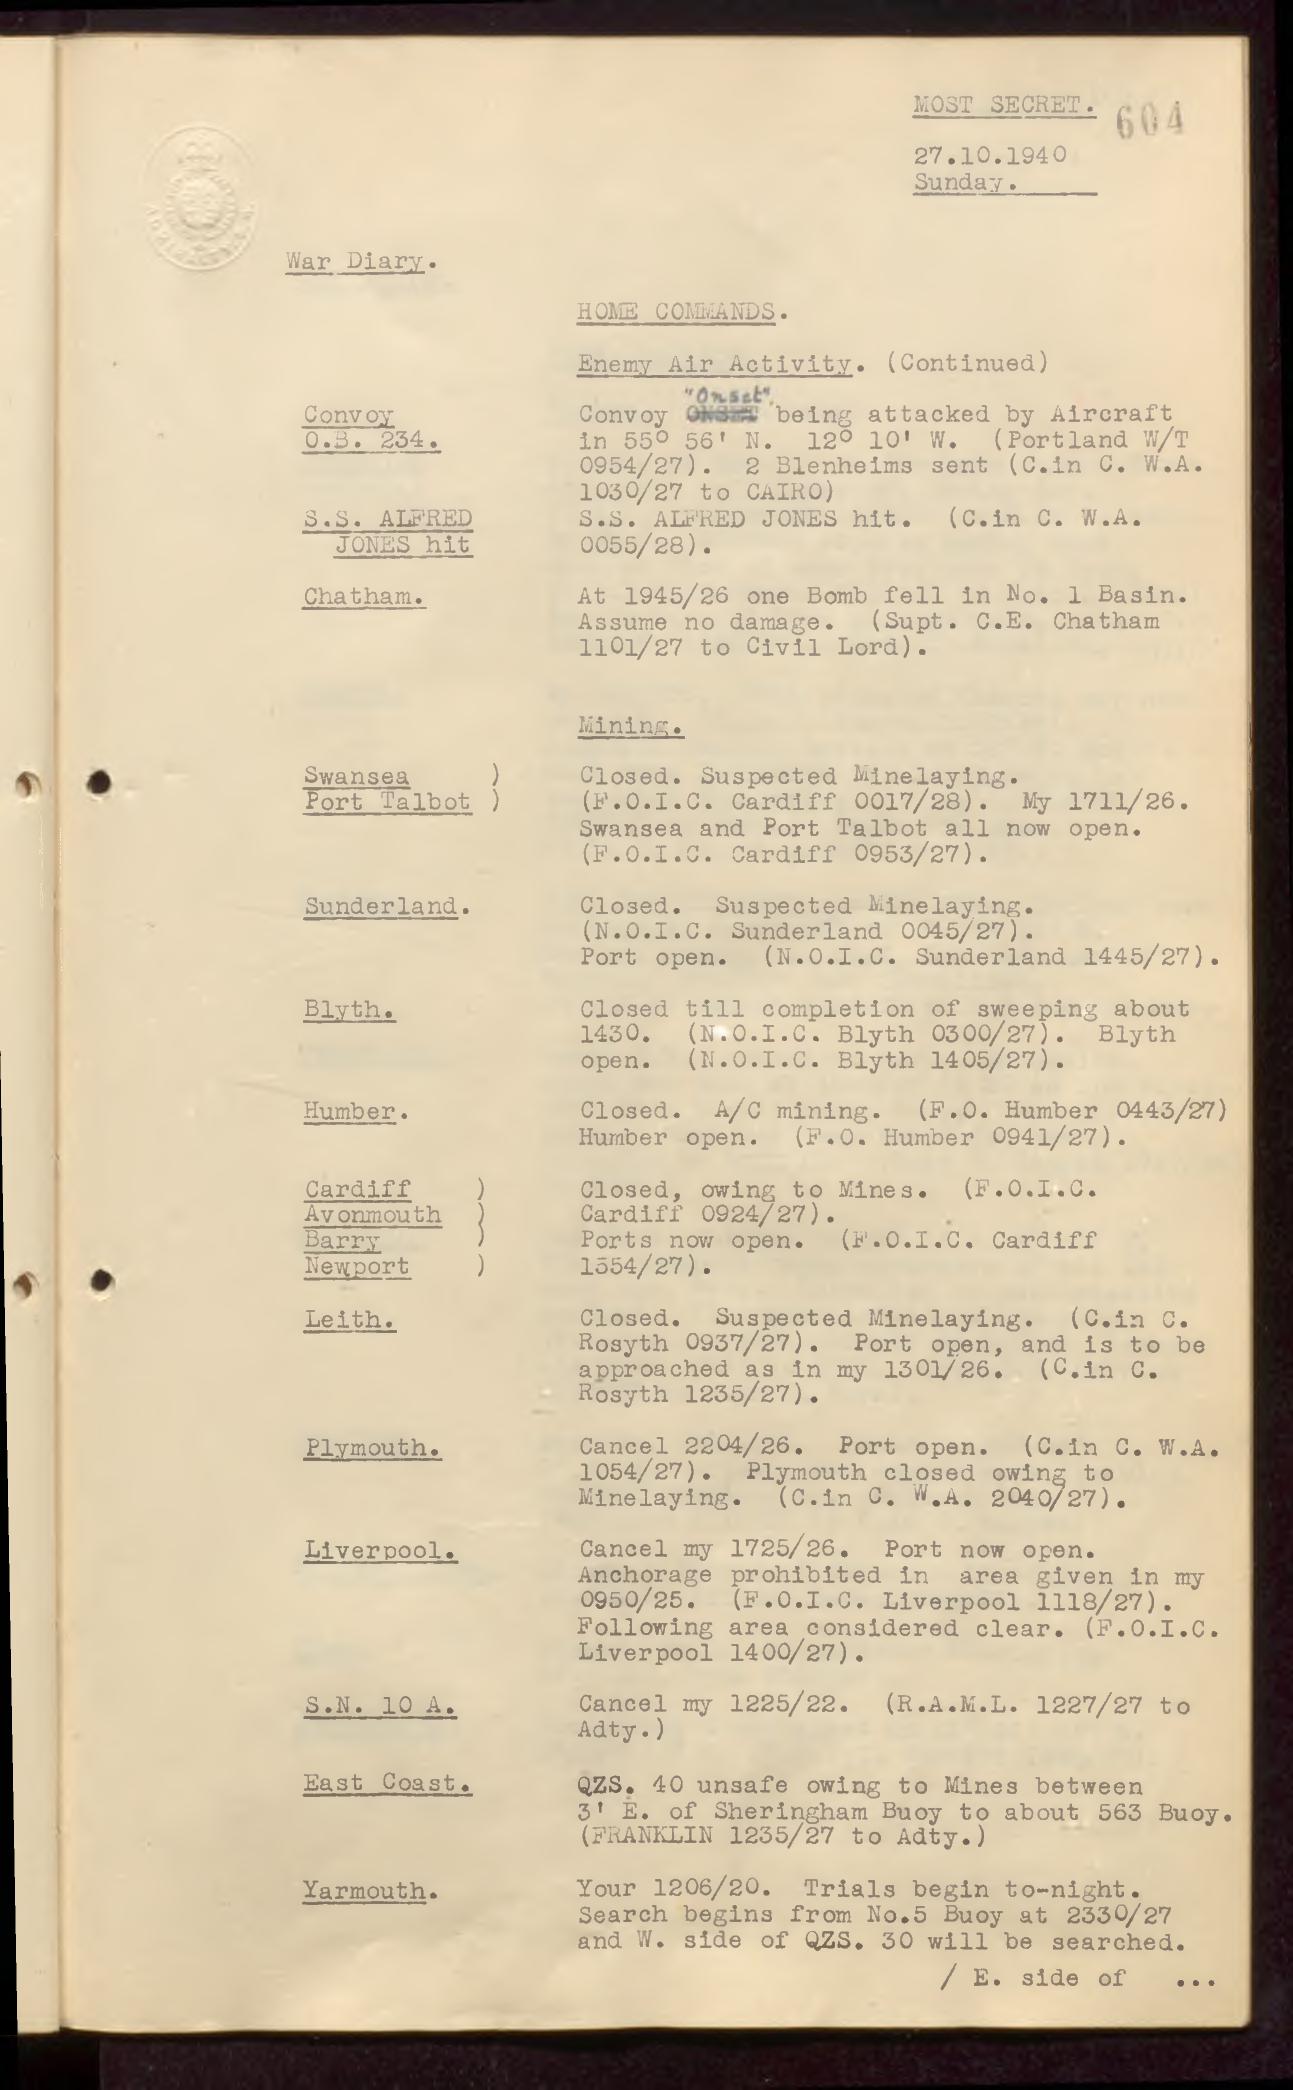 MOST SECRET.
604
27.10.1940
Sunday.
War Diary.
HOME COMMANDS.
Enemy Air Activity. (Continued)
"Onset"
Convoy Convoy ONSET being attacked by Aircraft
O.B. 234. in 55° 56' N. 12° 10' W. (Portland W/T
0954/27). 2 Blenheims sent (C.in C. W.A.
1030/27 to CAIRO)
S.S. ALFRED S.S. ALFRED JONES hit. (C.in C. W.A.
JONES hit 0055/28).
Chatham. At 1945/26 one Bomb fell in No. 1 Basin.
Assume no damage. (Supt. C.E. Chatham
1101/27 to Civil Lord).
Mining.
Swansea ) Closed. Suspected Minelaying.
Port Talbot ) (F.O.I.C. Cardiff 0017/28). My 1711/26.
Swansea and Port Talbot all now open.
(F.O.I.C. Cardiff 0953/27).
Sunderland. Closed. Suspected Minelaying.
(N.O.I.C. Sunderland 0045/27).
Port open. (N.O.I.C. Sunderland 1445/27).
Blyth. Closed till completion of sweeping about
1430. (N.O.I.C. Blyth 0300/27). Blyth
open. (N.O.I.C. Blyth 1405/27).
Humber. Closed. A/C mining. (F.O. Humber 0443/27)
Humber open. (F.O. Humber 0941/27).
Cardiff ) Closed, owing to Mines. (F.O.I.C.
Avonmouth ) Cardiff 0924/27).
Barry ) Ports now open. (F.O.I.C. Cardiff
Newport ) 1354/27).
Leith. Closed. Suspected Minelaying. (C.in C.
Rosyth 0937/27). Port open, and is to be
approached as in my 1301/26. (C.in C.
Rosyth 1235/27).
Plymouth. Cancel 2204/26. Port open. (C.in C. W.A.
1054/27). Plymouth closed owing to
Minelaying. (C.in C. W.A. 2040/27).
Liverpool. Cancel my 1725/26. Port now open.
Anchorage prohibited in area given in my
0950/25. (F.O.I.C. Liverpool 1118/27).
Following area considered clear. (F.O.I.C.
Liverpool 1400/27).
S.N. 10 A. Cancel my 1225/22. (R.A.M.L. 1227/27 to
Adty.)
East Coast. QZS. 40 unsafe owing to Mines between
3' E. of Sheringham Buoy to about 563 Buoy.
(FRANKLIN 1235/27 to Adty.)
Yarmouth. Your 1206/20. Trials begin to-night.
Search begins from No.5 Buoy at 2330/27
and W. side of QZS. 30 will be searched.
/ E. side of ...